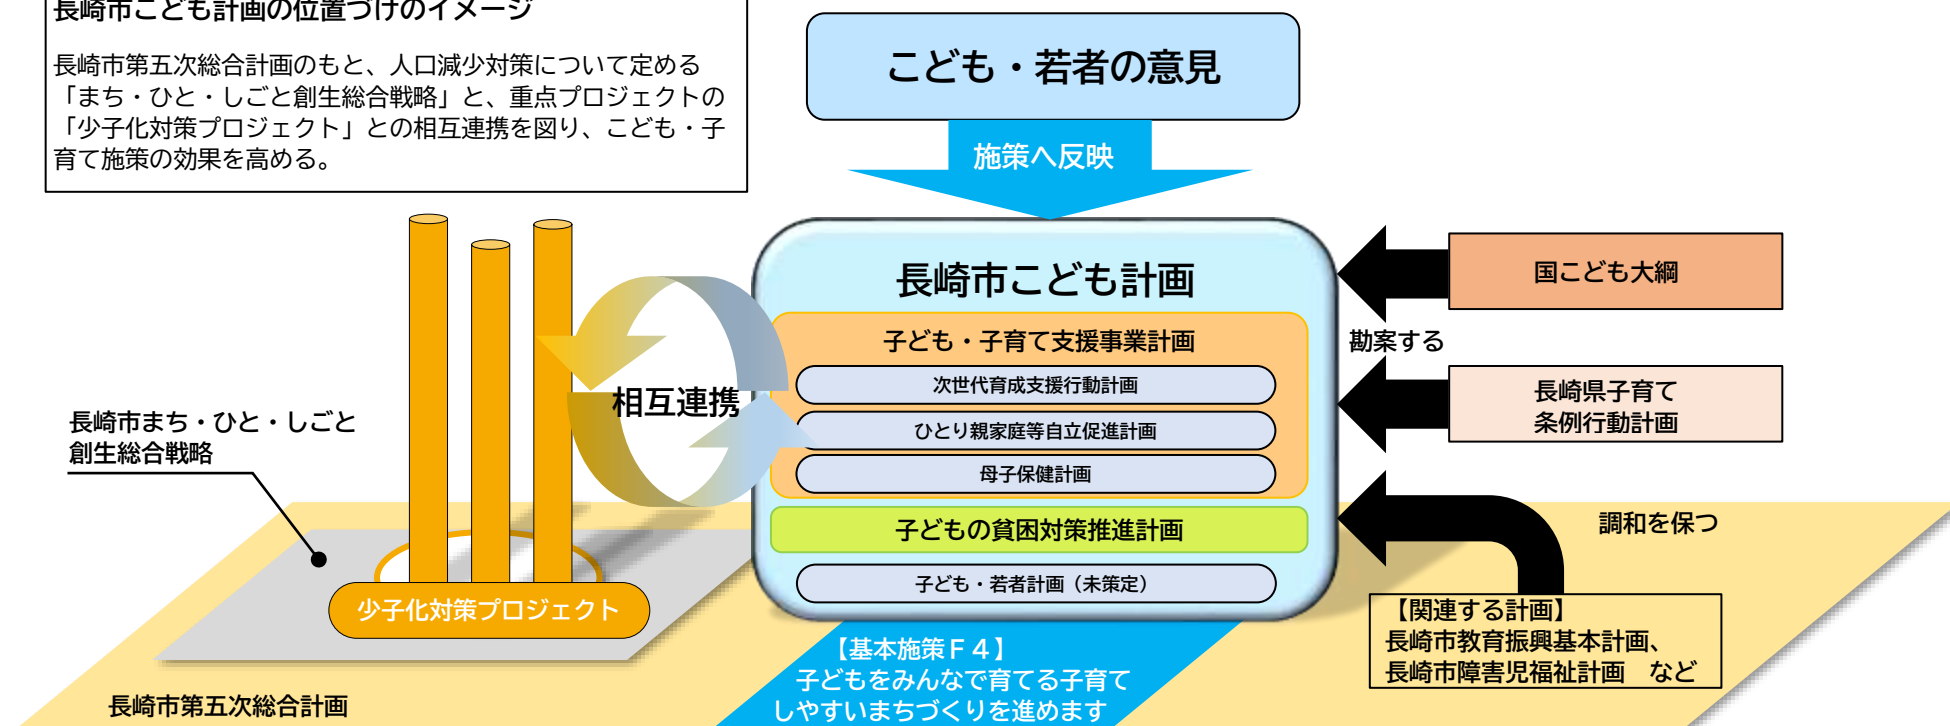 長崎市こども計画の位置づけのイメージ
長崎市第五次総合計画のもと、人口減少対策について定める
「まち・ひと・しごと創生総合戦略」と、重点プロジェクトの
「少子化対策プロジェクト」との相互連携を図り、こども・子
育て施策の効果を高める。
こども・若者の意見
施策へ反映
長崎市こども計画
子ども・子育て支援事業計画
次世代育成支援行動計画
ひとり親家庭等自立促進計画
母子保健計画
子どもの貧困対策推進計画
子ども・若者計画（未策定）
相互連携
国こども大綱
勘案する
長崎県子育て
条例行動計画
調和を保つ
【関連する計画】
長崎市教育振興基本計画、
長崎市障害児福祉計画　など
長崎市まち・ひと・しごと
創生総合戦略
少子化対策プロジェクト
【基本施策Ｆ４】
子どもをみんなで育てる子育て
しやすいまちづくりを進めます
長崎市第五次総合計画